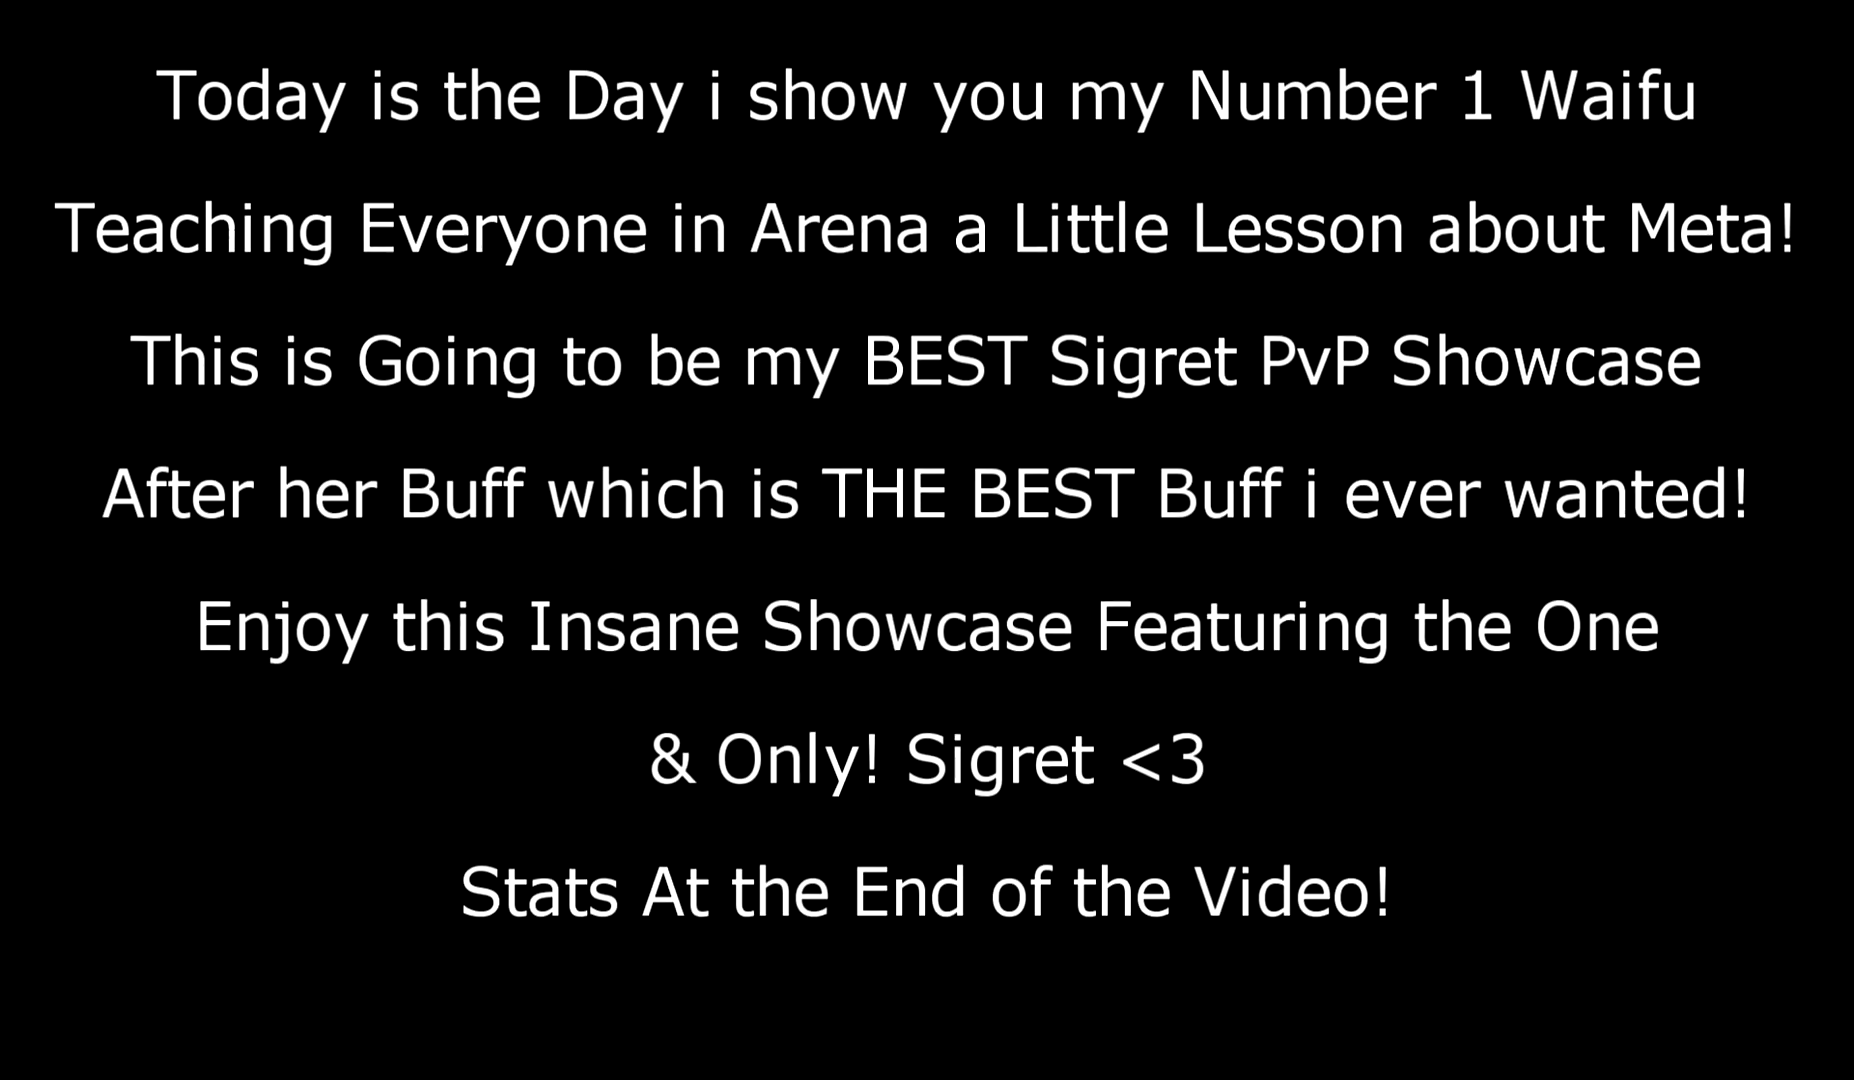 Today is the Day i show you my Number 1 Waifu
Teaching Everyone in Arena a Little Lesson about Meta!
This is Going to be my BEST Sigret PvP Showcase
After her Buff which is THE BEST Buff i ever wanted!
Enjoy this Insane Showcase Featuring the One
& Only! Sigret <3
Stats At the End of the Video!